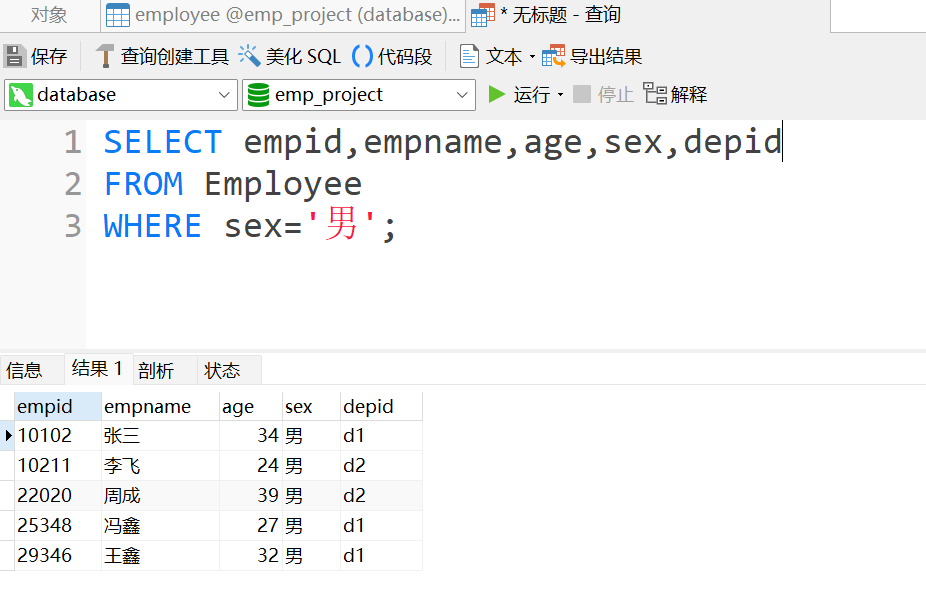 对象 employee @emp_project (database)... * 无标题 - 查询
保存 查询创建工具 美化 SQL () 代码段 文本 导出结果
database emp_project 运行 停止 解释
1 SELECT empid,empname,age,sex,depid
2 FROM Employee
3 WHERE sex='男';
信息 结果 1 剖析 状态
empid empname age sex depid
10102 张三 34 男 d1
10211 李飞 24 男 d2
22020 周成 39 男 d2
25348 冯鑫 27 男 d1
29346 王鑫 32 男 d1